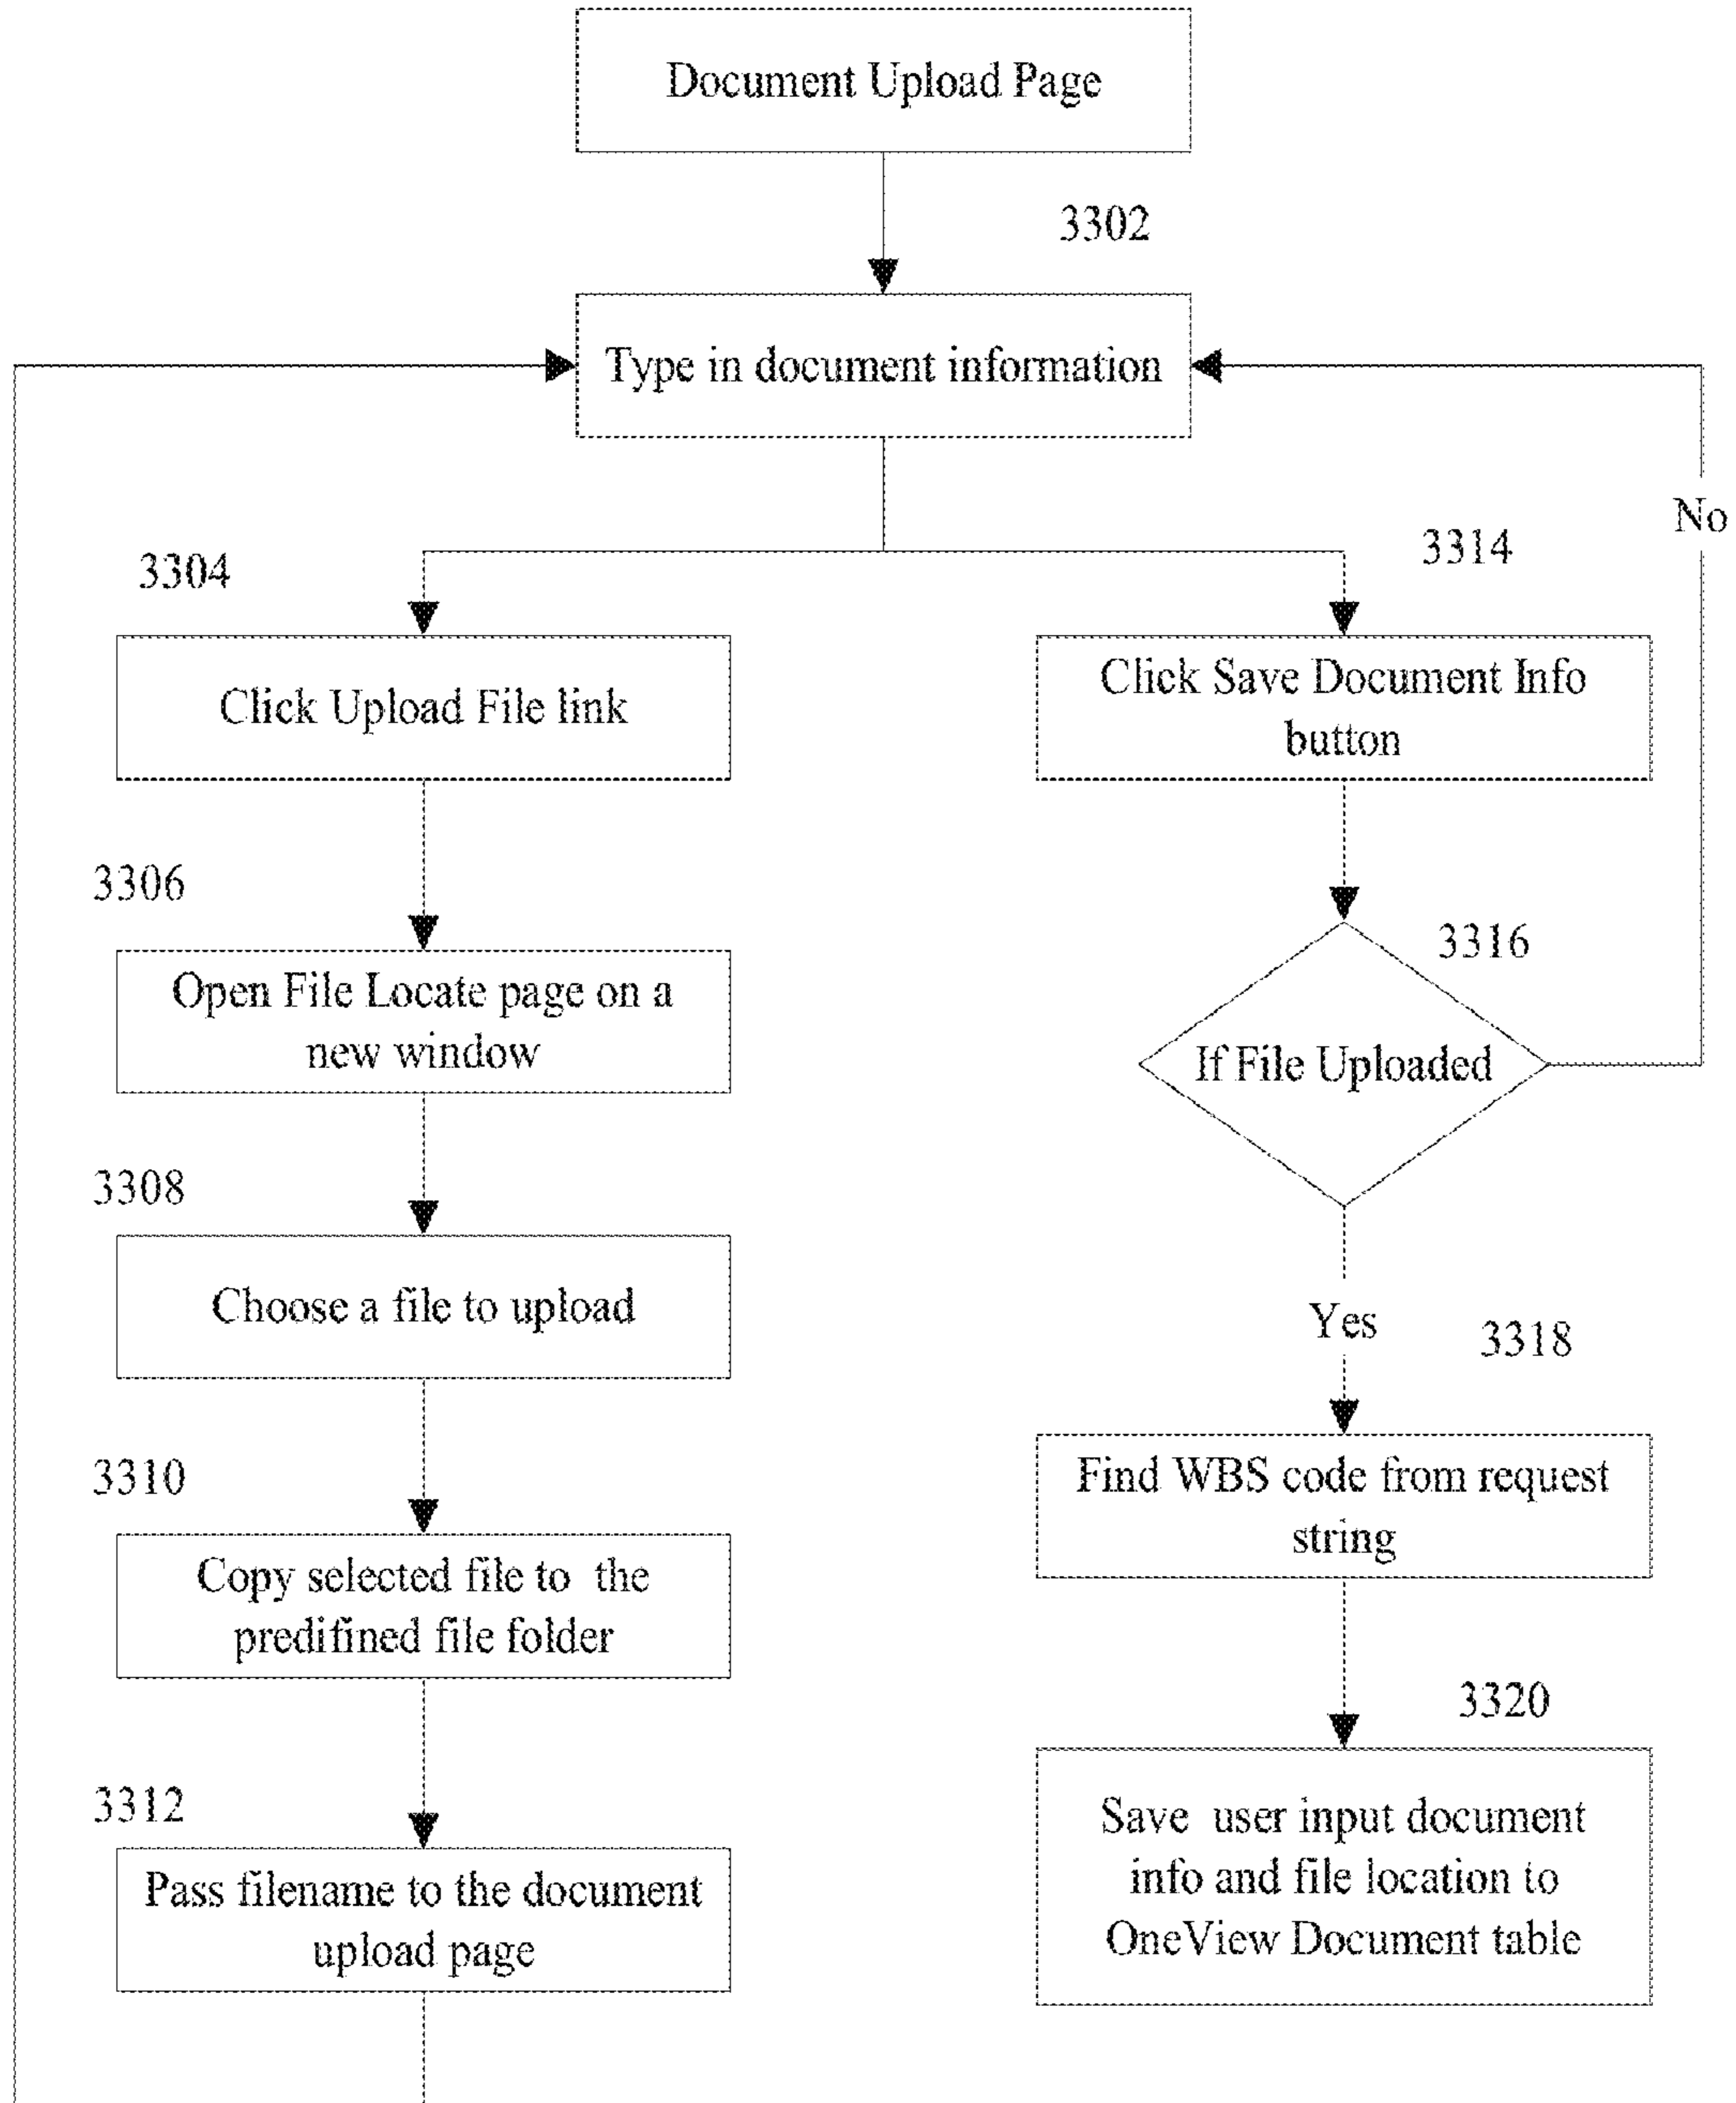 Document Upload Page
3302
Type in document information
No
3304
Click Upload File link
3306
Open File Locate page on a
new window
3308
Choose a file to upload
3310
Copy selected file to the
predifined file folder
3312
Pass filename to the document
upload page
3314
Click Save Document Info
button
3316
If File Uploaded
Yes
3318
Find WBS code from request
string
3320
Save user input document
info and file location to
OneView Document table